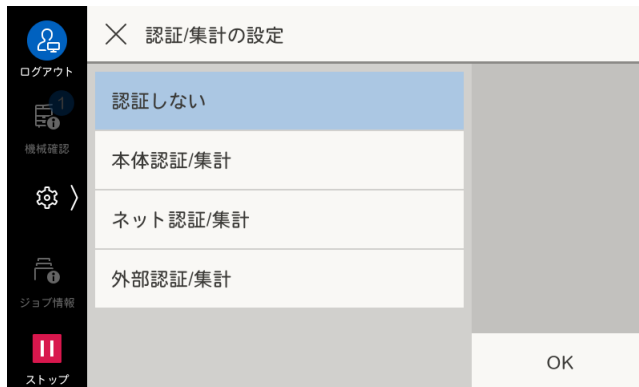 ログアウト
1
機械確認
ジョブ情報
ストップ
認証/集計の設定
認証しない
本体認証/集計
ネット認証/集計
外部認証/集計
OK